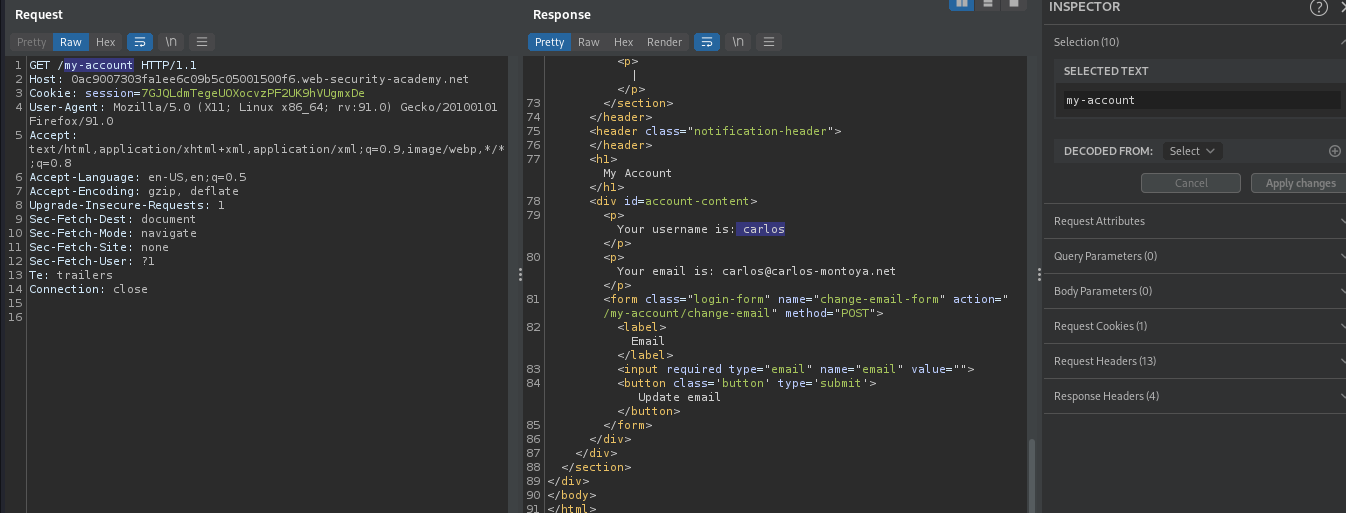 Request
Pretty Raw Hex \n
1 GET /my-account HTTP/1.1
2 Host: 0ac9007303fa1ee6c09b5c05001500f6.web-security-academy.net
3 Cookie: session=7GJQLdmTegeUOXocvzPF2UK9hVUgmxDe
4 User-Agent: Mozilla/5.0 (X11; Linux x86_64; rv:91.0) Gecko/20100101
Firefox/91.0
5 Accept:
text/html,application/xhtml+xml,application/xml;q=0.9,image/webp,*/*
;q=0.8
6 Accept-Language: en-US,en;q=0.5
7 Accept-Encoding: gzip, deflate
8 Upgrade-Insecure-Requests: 1
9 Sec-Fetch-Dest: document
10 Sec-Fetch-Mode: navigate
11 Sec-Fetch-Site: none
12 Sec-Fetch-User: ?1
13 Te: trailers
14 Connection: close
15
16
Response
Pretty Raw Hex Render \n
<p>
|
</p>
73 </section>
74 </header>
75 <header class="notification-header">
76 </header>
77 <h1>
My Account
</h1>
78 <div id=account-content>
79 <p>
Your username is: carlos
</p>
80 <p>
Your email is: carlos@carlos-montoya.net
</p>
81 <form class="login-form" name="change-email-form" action="
/my-account/change-email" method="POST">
82 <label>
Email
</label>
83 <input required type="email" name="email" value="">
84 <button class='button' type='submit'>
Update email
</button>
85 </form>
86 </div>
87 </div>
88 </section>
89 </div>
90 </body>
91 </html>
INSPECTOR
Selection (10)
SELECTED TEXT
my-account
DECODED FROM: Select
Cancel Apply changes
Request Attributes
Query Parameters (0)
Body Parameters (0)
Request Cookies (1)
Request Headers (13)
Response Headers (4)